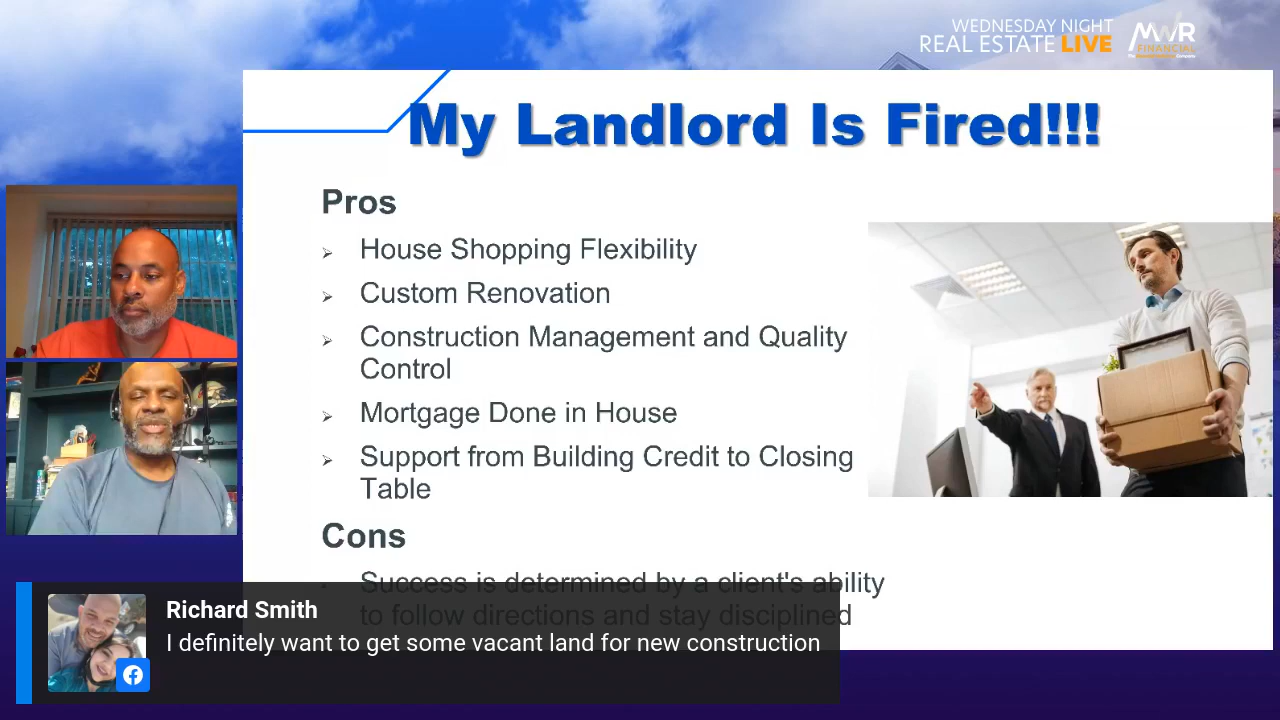 WEDNESDAY NIGHT
REAL ESTATE LIVE
MWR
FINANCIAL
My Landlord Is Fired!!!
Pros
House Shopping Flexibility
Custom Renovation
Construction Management and Quality
Control
Mortgage Done in House
Support from Building Credit to Closing
Table
Cons
Success is determined by a client's ability
to follow directions and stay disciplined
Richard Smith
I definitely want to get some vacant land for new construction